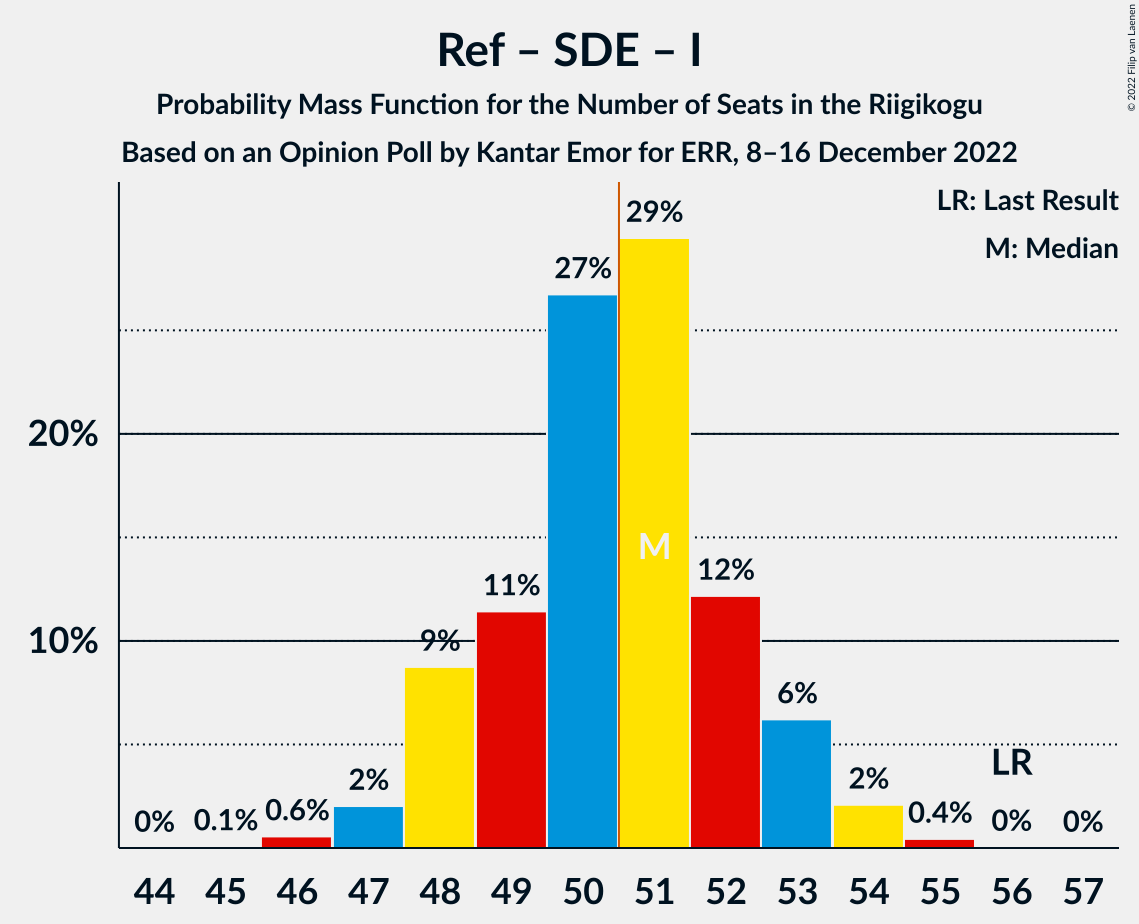 Ref – SDE – I
Probability Mass Function for the Number of Seats in the Riigikogu
Based on an Opinion Poll by Kantar Emor for ERR, 8–16 December 2022
© 2022 Filip van Laenen
LR: Last Result
M: Median
29%
27%
20%
M
12%
11%
10%
9%
6%
LR
2%
2%
0%
0.1%
0.6%
0.4%
0%
0%
44 45 46 47 48 49 50 51 52 53 54 55 56 57